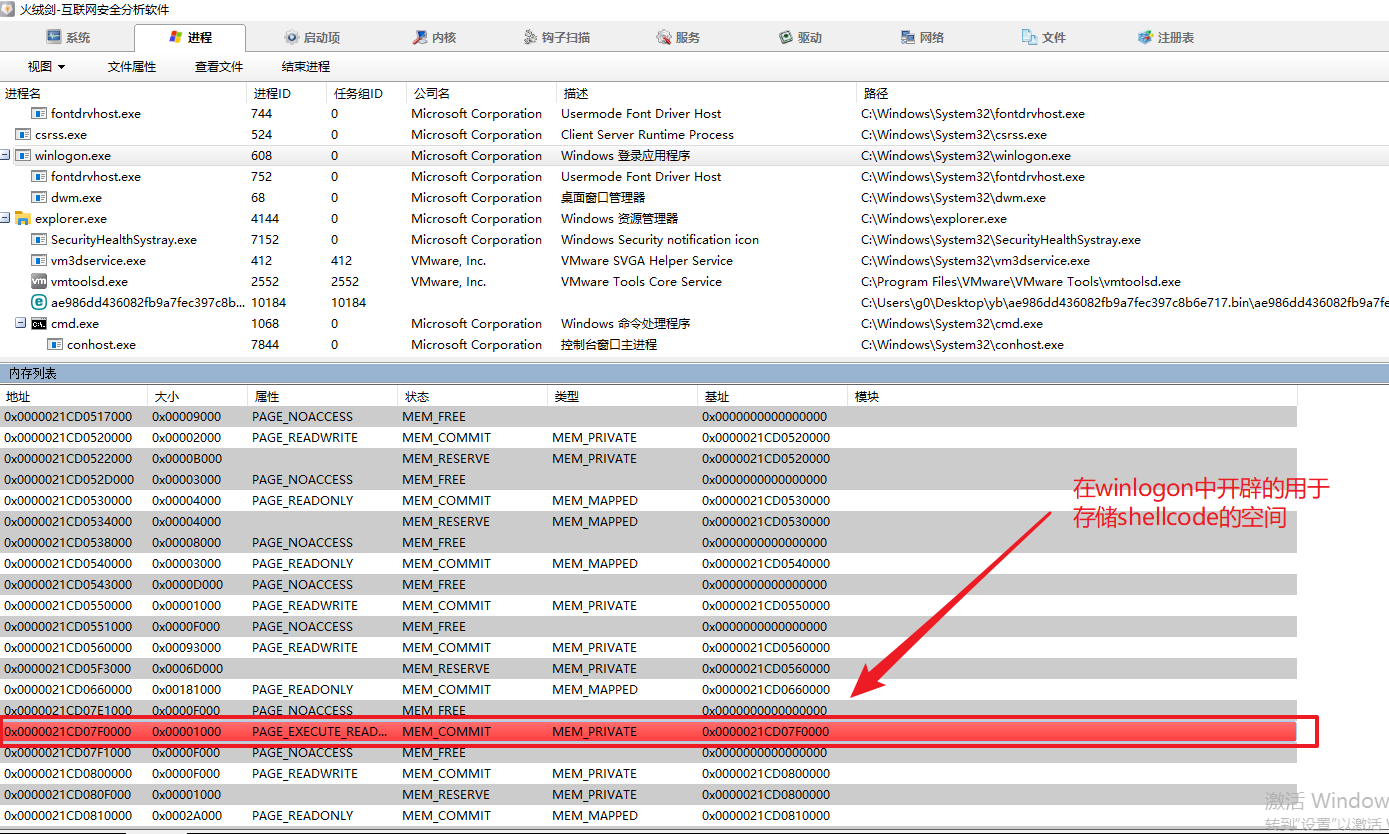 火绒剑-互联网安全分析软件
系统 进程 启动项 内核 钩子扫描 服务 驱动 网络 文件 注册表
视图 文件属性 查看文件 结束进程
进程名 进程ID 任务组ID 公司名 描述 路径
fontdrvhost.exe 744 0 Microsoft Corporation Usermode Font Driver Host C:\Windows\System32\fontdrvhost.exe
csrss.exe 524 0 Microsoft Corporation Client Server Runtime Process C:\Windows\System32\csrss.exe
winlogon.exe 608 0 Microsoft Corporation Windows 登录应用程序 C:\Windows\System32\winlogon.exe
fontdrvhost.exe 752 0 Microsoft Corporation Usermode Font Driver Host C:\Windows\System32\fontdrvhost.exe
dwm.exe 68 0 Microsoft Corporation 桌面窗口管理器 C:\Windows\System32\dwm.exe
explorer.exe 4144 0 Microsoft Corporation Windows 资源管理器 C:\Windows\explorer.exe
SecurityHealthSystray.exe 7152 0 Microsoft Corporation Windows Security notification icon C:\Windows\System32\SecurityHealthSystray.exe
vm3dservice.exe 412 412 VMware, Inc. VMware SVGA Helper Service C:\Windows\System32\vm3dservice.exe
vmtoolsd.exe 2552 2552 VMware, Inc. VMware Tools Core Service C:\Program Files\VMware\VMware Tools\vmtoolsd.exe
ae986dd436082fb9a7fec397c8b... 10184 10184 C:\Users\g0\Desktop\yb\ae986dd436082fb9a7fec397c8b6e717.bin\ae986dd436082fb9a7fe
cmd.exe 1068 0 Microsoft Corporation Windows 命令处理程序 C:\Windows\System32\cmd.exe
conhost.exe 7844 0 Microsoft Corporation 控制台窗口主进程 C:\Windows\System32\conhost.exe
内存列表
地址 大小 属性 状态 类型 基址 模块
0x0000021CD0517000 0x00009000 PAGE_NOACCESS MEM_FREE 0x0000000000000000
0x0000021CD0520000 0x00002000 PAGE_READWRITE MEM_COMMIT MEM_PRIVATE 0x0000021CD0520000
0x0000021CD0522000 0x0000B000 MEM_RESERVE MEM_PRIVATE 0x0000021CD0520000
0x0000021CD052D000 0x00003000 PAGE_NOACCESS MEM_FREE 0x0000000000000000
0x0000021CD0530000 0x00004000 PAGE_READONLY MEM_COMMIT MEM_MAPPED 0x0000021CD0530000
0x0000021CD0534000 0x00004000 MEM_RESERVE MEM_MAPPED 0x0000021CD0530000
0x0000021CD0538000 0x00008000 PAGE_NOACCESS MEM_FREE 0x0000000000000000
0x0000021CD0540000 0x00003000 PAGE_READONLY MEM_COMMIT MEM_MAPPED 0x0000021CD0540000
0x0000021CD0543000 0x0000D000 PAGE_NOACCESS MEM_FREE 0x0000000000000000
0x0000021CD0550000 0x00001000 PAGE_READWRITE MEM_COMMIT MEM_PRIVATE 0x0000021CD0550000
0x0000021CD0551000 0x0000F000 PAGE_NOACCESS MEM_FREE 0x0000000000000000
0x0000021CD0560000 0x00093000 PAGE_READWRITE MEM_COMMIT MEM_PRIVATE 0x0000021CD0560000
0x0000021CD05F3000 0x0006D000 MEM_RESERVE MEM_PRIVATE 0x0000021CD0560000
0x0000021CD0660000 0x00181000 PAGE_READONLY MEM_COMMIT MEM_MAPPED 0x0000021CD0660000
0x0000021CD07E1000 0x0000F000 PAGE_NOACCESS MEM_FREE 0x0000000000000000
0x0000021CD07F0000 0x00001000 PAGE_EXECUTE_READ... MEM_COMMIT MEM_PRIVATE 0x0000021CD07F0000
0x0000021CD07F1000 0x0000F000 PAGE_NOACCESS MEM_FREE 0x0000000000000000
0x0000021CD0800000 0x0000F000 PAGE_READWRITE MEM_COMMIT MEM_PRIVATE 0x0000021CD0800000
0x0000021CD080F000 0x00001000 MEM_RESERVE MEM_PRIVATE 0x0000021CD0800000
0x0000021CD0810000 0x0002A000 PAGE_READONLY MEM_COMMIT MEM_MAPPED 0x0000021CD0810000
在winlogon中开辟的用于
存储shellcode的空间
激活 Window
转到"设置"以激活